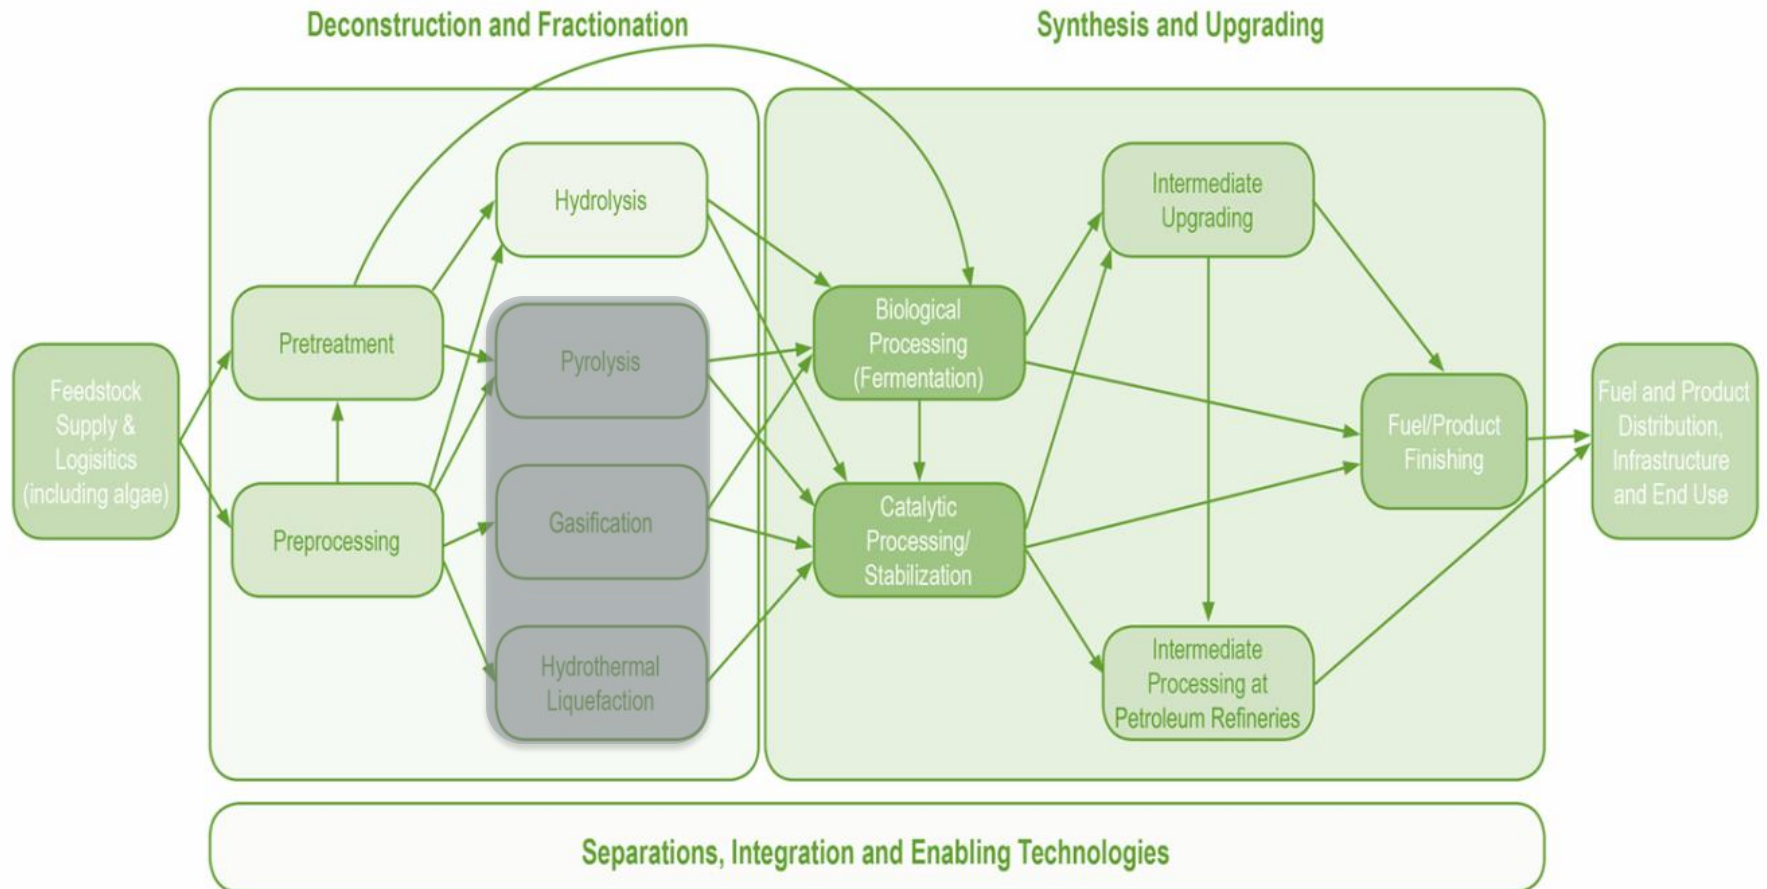 Deconstruction and Fractionation
Synthesis and Upgrading
Feedstock
Supply &
Logisitics
(including algae)
Pretreatment
Preprocessing
Hydrolysis
Pyrolysis
Gasification
Hydrothermal
Liquefaction
Biological
Processing
(Fermentation)
Catalytic
Processing/
Stabilization
Intermediate
Upgrading
Intermediate
Processing at
Petroleum Refineries
Fuel/Product
Finishing
Fuel and Product
Distribution,
Infrastructure
and End Use
Separations, Integration and Enabling Technologies